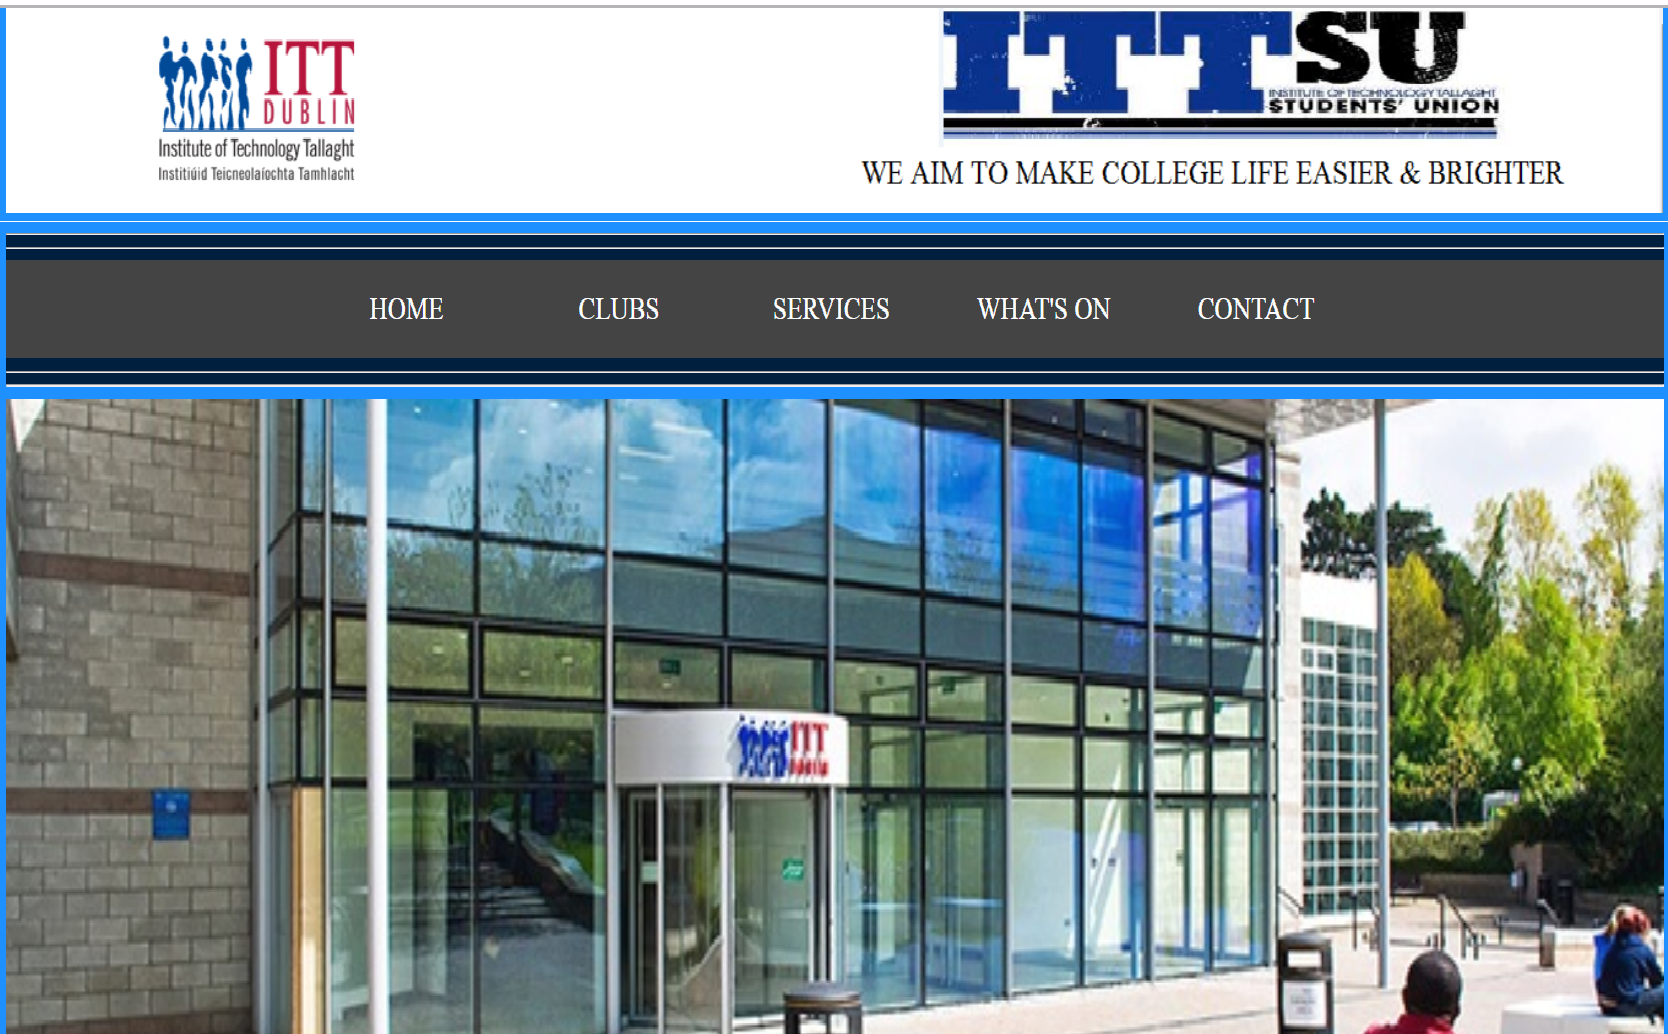 ITT
DUBLIN
Institute of Technology Tallaght
Institiúid Teicneolaíochta Tamhlacht
ITTSU
INSTITUTE OF TECHNOLOGY TALLAGHT
STUDENTS' UNION
WE AIM TO MAKE COLLEGE LIFE EASIER & BRIGHTER
HOME
CLUBS
SERVICES
WHAT'S ON
CONTACT
ITT
DUBLIN